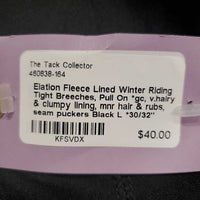 The Tack Collector
460838-164
Elation Fleece Lined Winter Riding
Tight Breeches, Pull On *gc, v.hairy
& clumpy lining, mnr hair & rubs,
seam puckers Black L *30/32"
$40.00
KFSVDX